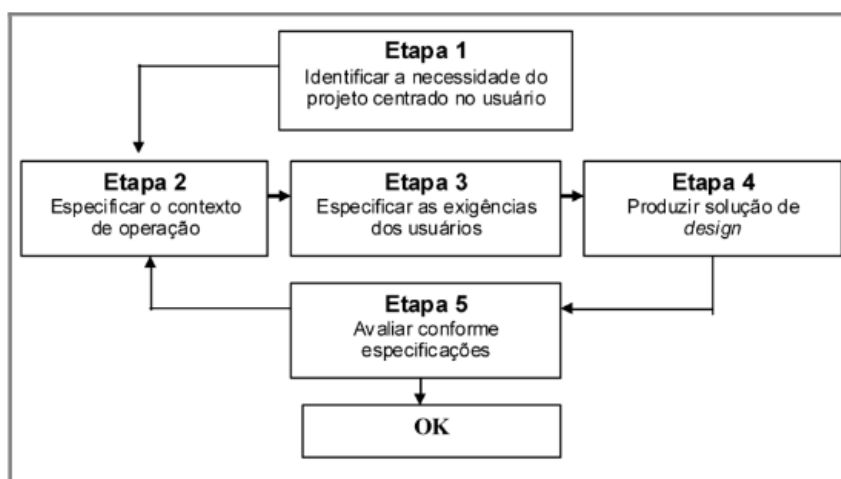 Etapa 1
Identificar a necessidade do
projeto centrado no usuário
Etapa 2
Especificar o contexto
de operação
Etapa 3
Especificar as exigências
dos usuários
Etapa 4
Produzir solução de
design
Etapa 5
Avaliar conforme
especificações
OK